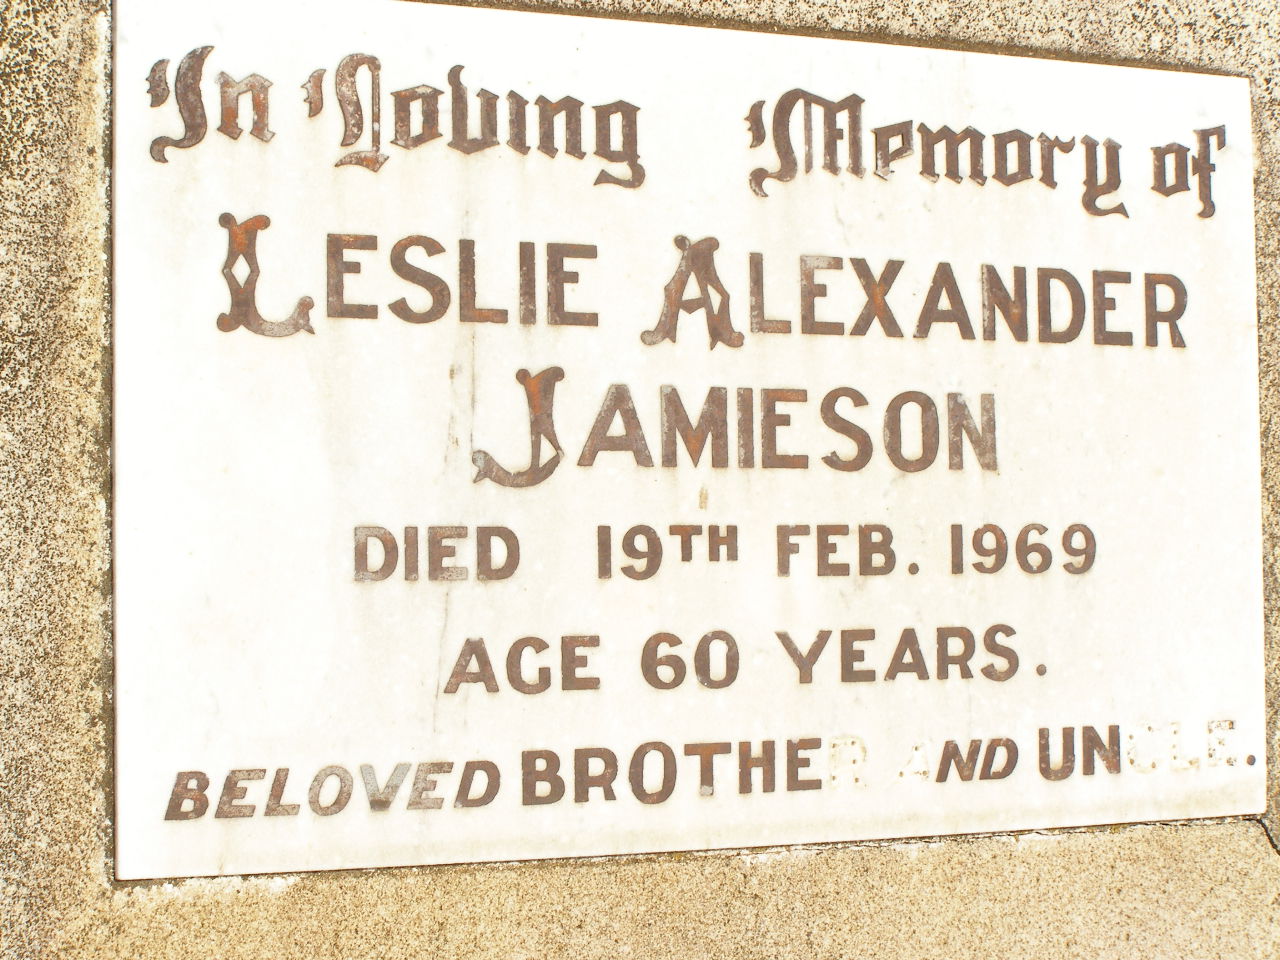 In Loving Memory of
LESLIE ALEXANDER
JAMIESON
DIED 19TH FEB. 1969
AGE 60 YEARS.
BELOVED BROTHER AND UNCLE.